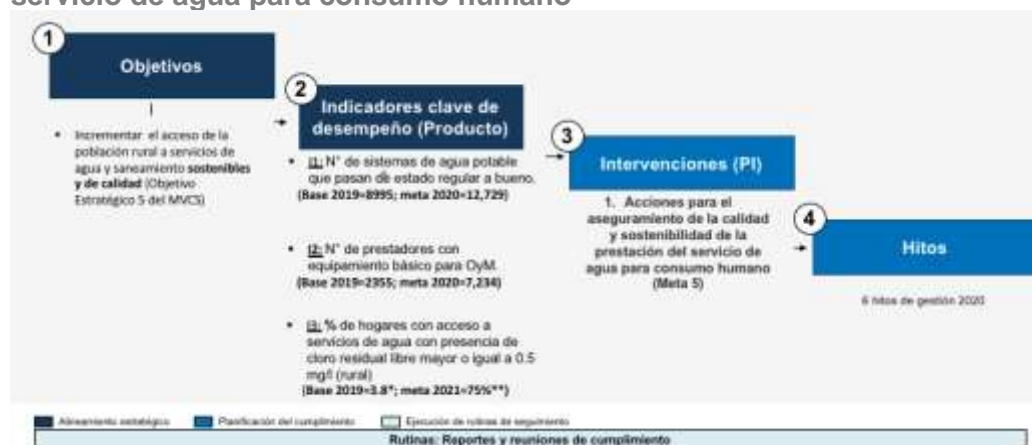 servicio de agua para consumo humano
1
Objetivos
• Incrementar el acceso de la
población rural a servicios de
agua y saneamiento sostenibles
y de calidad (Objetivo
Estratégico 5 del MVCS)
2
Indicadores clave de
desempeño (Producto)
• I1: N° de sistemas de agua potable
que pasan de estado regular a bueno.
(Base 2019=8995; meta 2020=12,729)
• I2: N° de prestadores con
equipamiento básico para OyM.
(Base 2019=2355; meta 2020=7,234)
• I3: % de hogares con acceso a
servicios de agua con presencia de
cloro residual libre mayor o igual a 0.5
mg/l (rural)
(Base 2019=3.8*; meta 2021=75%**)
3
Intervenciones (PI)
1. Acciones para el
aseguramiento de la calidad
y sostenibilidad de la
prestación del servicio de
agua para consumo humano
(Meta 5)
4
Hitos
6 hitos de gestión 2020
Alineamiento estratégico Planificación del cumplimiento Ejecución de rutinas de seguimiento
Rutinas: Reportes y reuniones de cumplimiento